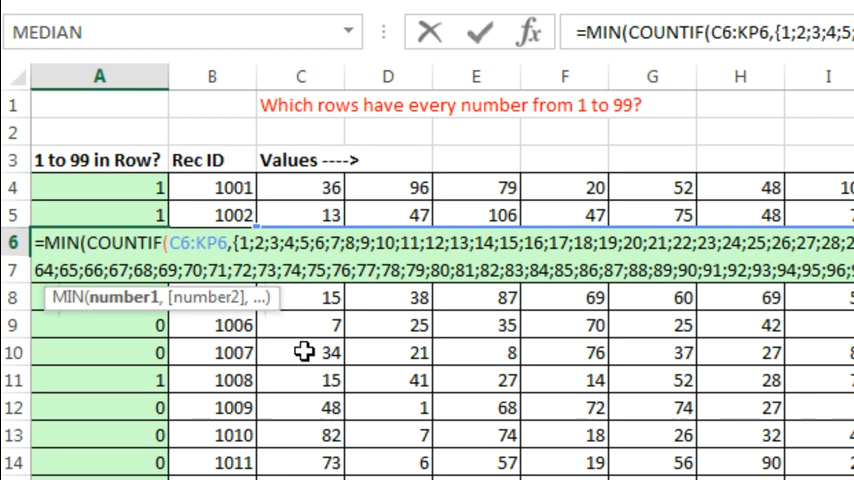 MEDIAN fx =MIN(COUNTIF(C6:KP6,{1;2;3;4;5;
A B C D E F G H I
1 Which rows have every number from 1 to 99?
2
3 1 to 99 in Row? Rec ID Values ---->
4 1 1001 36 96 79 20 52 48
5 1 1002 13 47 106 47 75 48
6 =MIN(COUNTIF(C6:KP6,{1;2;3;4;5;6;7;8;9;10;11;12;13;14;15;16;17;18;19;20;21;22;23;24;25;26;27;28;
7 64;65;66;67;68;69;70;71;72;73;74;75;76;77;78;79;80;81;82;83;84;85;86;87;88;89;90;91;92;93;94;95;96;
8 MIN(number1, [number2], ...) 15 38 87 69 60 69
9 0 1006 7 25 35 70 25 42
10 0 1007 34 21 8 76 37 27
11 1 1008 15 41 27 14 52 28
12 0 1009 48 1 68 72 74 27
13 0 1010 82 7 74 18 26 32
14 0 1011 73 6 57 19 56 90